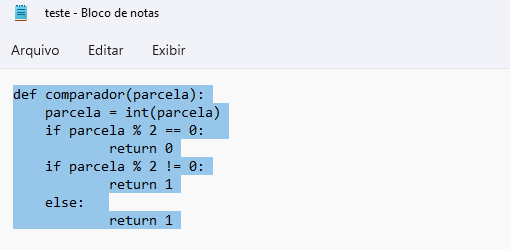 teste - Bloco de notas
Arquivo Editar Exibir
def comparador(parcela):
    parcela = int(parcela)
    if parcela % 2 == 0:
            return 0
    if parcela % 2 != 0:
            return 1
    else:
            return 1